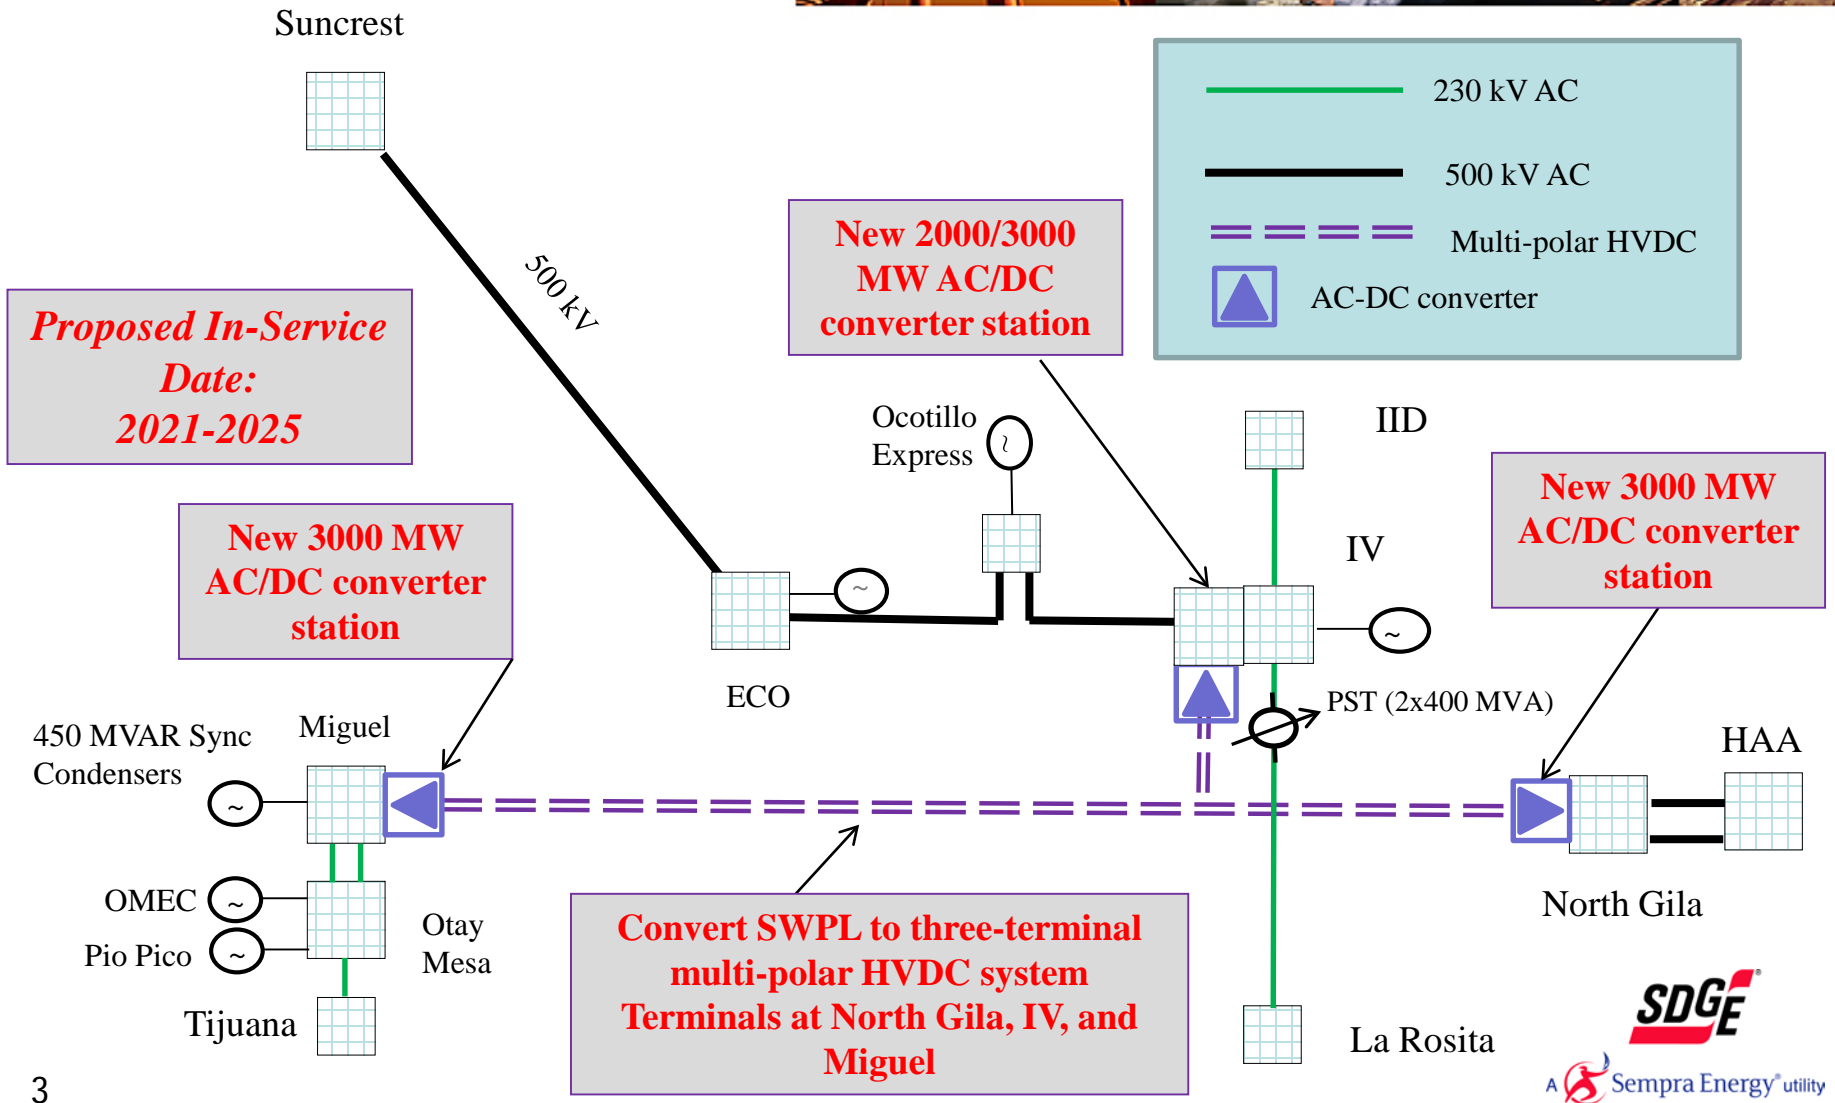 Suncrest
230 kV AC
500 kV AC
Multi-polar HVDC
AC-DC converter
New 2000/3000
MW AC/DC
converter station
500 kV
Proposed In-Service
Date:
2021-2025
Ocotillo
Express
~
IID
New 3000 MW
AC/DC converter
station
New 3000 MW
AC/DC converter
station
IV
~
~
ECO
PST (2x400 MVA)
450 MVAR Sync
Condensers
Miguel
HAA
~
OMEC
~
Pio Pico
~
Otay
Mesa
North Gila
Convert SWPL to three-terminal
multi-polar HVDC system
Terminals at North Gila, IV, and
Miguel
Tijuana
La Rosita
SDGE®
A Sempra Energy® utility
3